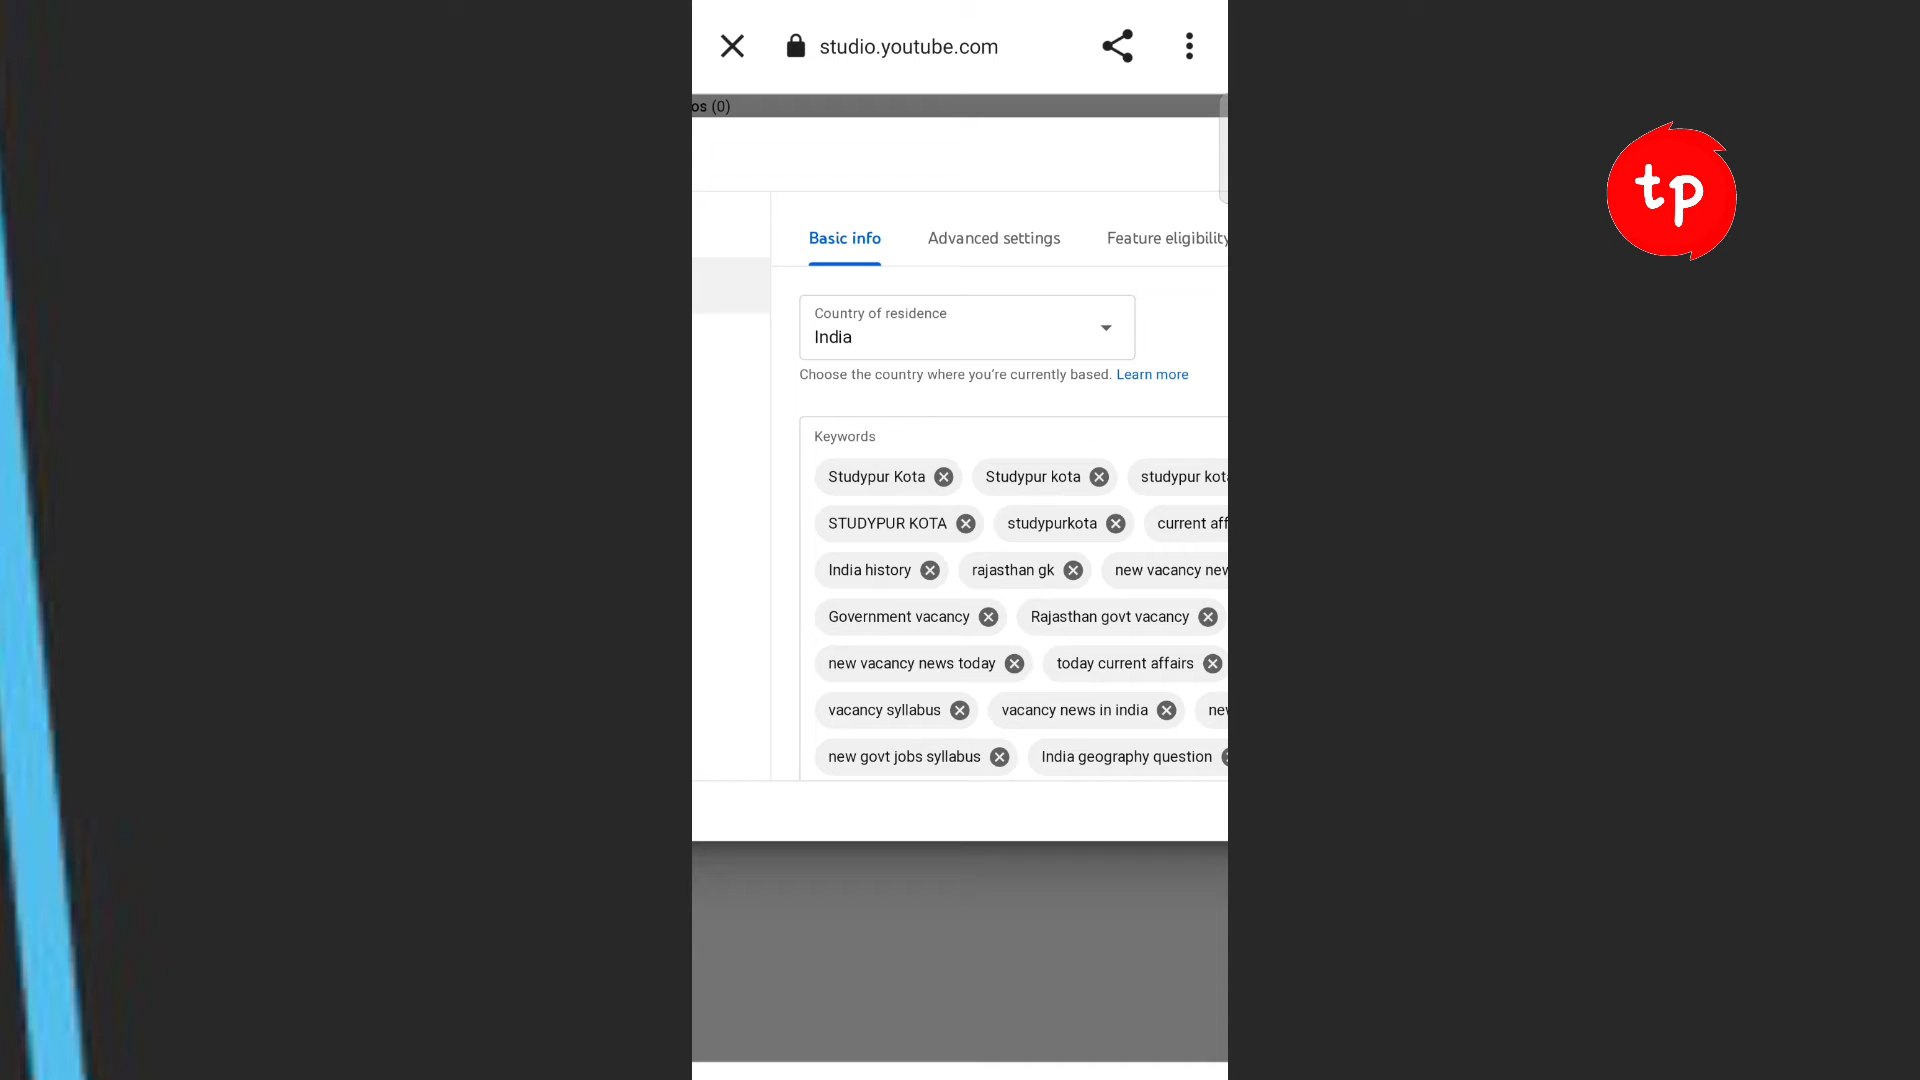 studio.youtube.com
os (0)
tp
Basic info Advanced settings Feature eligibility
Country of residence
India
Choose the country where you're currently based. Learn more
Keywords
Studypur Kota Studypur kota studypur kota
STUDYPUR KOTA studypurkota current aff
India history rajasthan gk new vacancy new
Government vacancy Rajasthan govt vacancy
new vacancy news today today current affairs
vacancy syllabus vacancy news in india new
new govt jobs syllabus India geography question